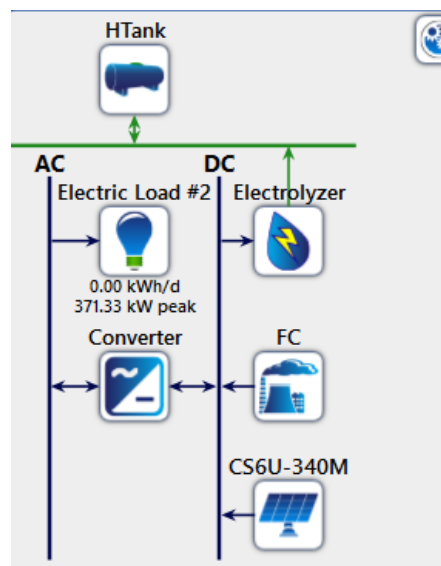 HTank
AC
DC
Electric Load #2
Electrolyzer
0.00 kWh/d
371.33 kW peak
Converter
FC
CS6U-340M